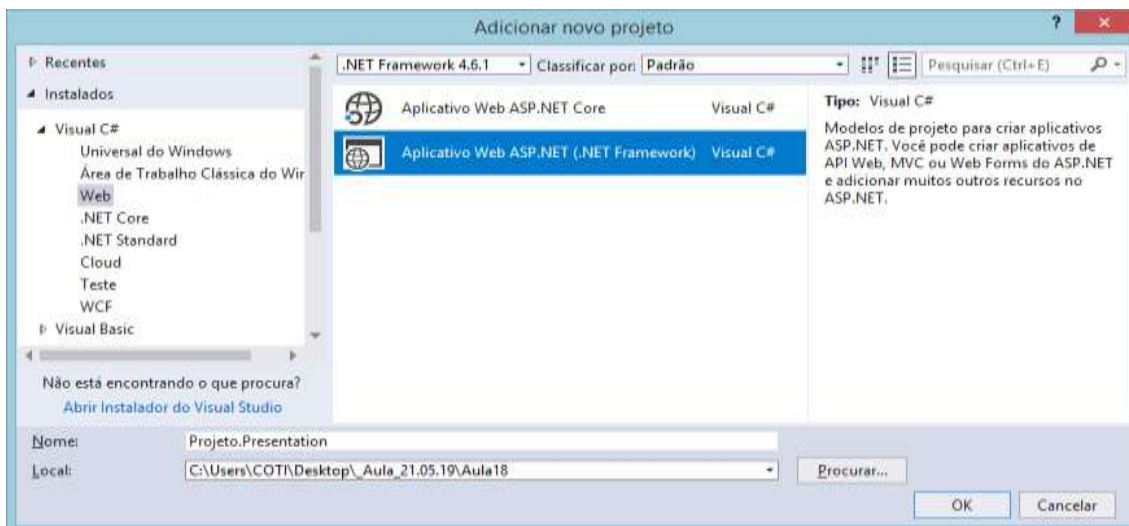 Adicionar novo projeto
?
Recentes
Instalados
Visual C#
Universal do Windows
Área de Trabalho Clássica do Wir
Web
.NET Core
.NET Standard
Cloud
Teste
WCF
Visual Basic
Não está encontrando o que procura?
Abrir Instalador do Visual Studio
.NET Framework 4.6.1
Classificar por: Padrão
Pesquisar (Ctrl+E)
Aplicativo Web ASP.NET Core Visual C#
Aplicativo Web ASP.NET (.NET Framework) Visual C#
Tipo: Visual C#
Modelos de projeto para criar aplicativos
ASP.NET. Você pode criar aplicativos de
API Web, MVC ou Web Forms do ASP.NET
e adicionar muitos outros recursos no
ASP.NET.
Nome: Projeto.Presentation
Local: C:\Users\COTI\Desktop\_Aula_21.05.19\Aula18
Procurar...
OK Cancelar